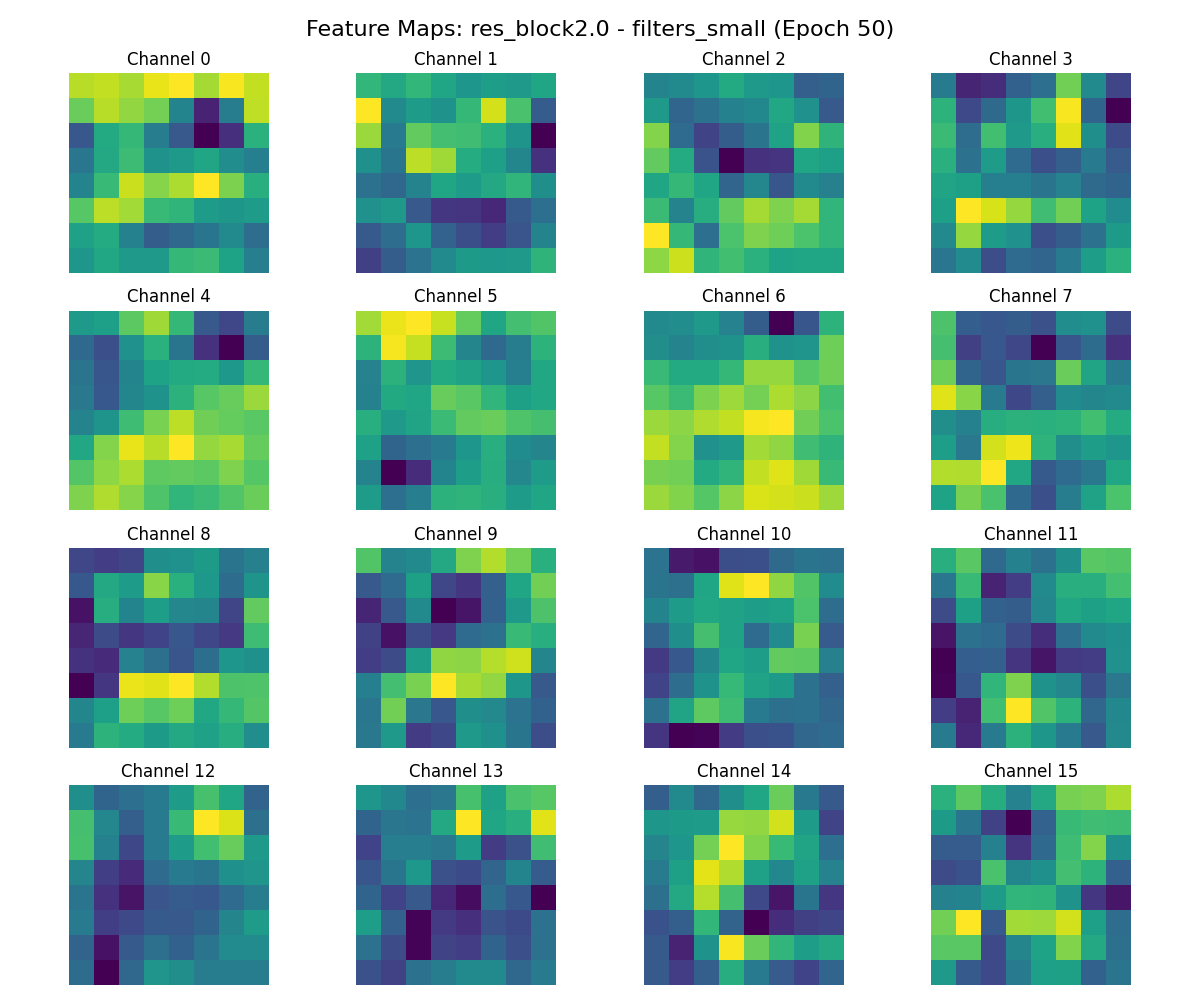 Feature Maps: res_block2.0 - filters_small (Epoch 50)
Channel 0
Channel 1
Channel 2
Channel 3
Channel 4
Channel 5
Channel 6
Channel 7
Channel 8
Channel 9
Channel 10
Channel 11
Channel 12
Channel 13
Channel 14
Channel 15